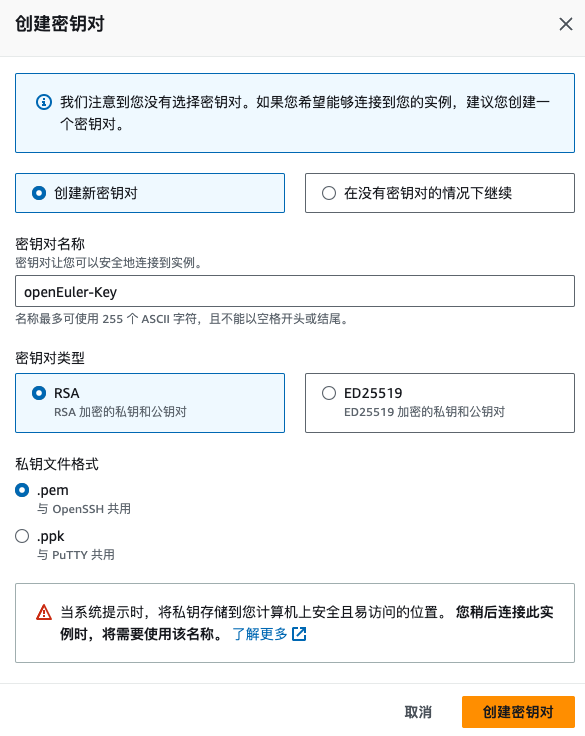 创建密钥对
我们注意到您没有选择密钥对。如果您希望能够连接到您的实例，建议您创建一
个密钥对。
创建新密钥对
在没有密钥对的情况下继续
密钥对名称
密钥对让您可以安全地连接到实例。
openEuler-Key
名称最多可使用 255 个 ASCII 字符，且不能以空格开头或结尾。
密钥对类型
RSA
RSA 加密的私钥和公钥对
ED25519
ED25519 加密的私钥和公钥对
私钥文件格式
.pem
与 OpenSSH 共用
.ppk
与 PuTTY 共用
当系统提示时，将私钥存储到您计算机上安全且易访问的位置。您稍后连接此实
例时，将需要使用该名称。了解更多
取消
创建密钥对